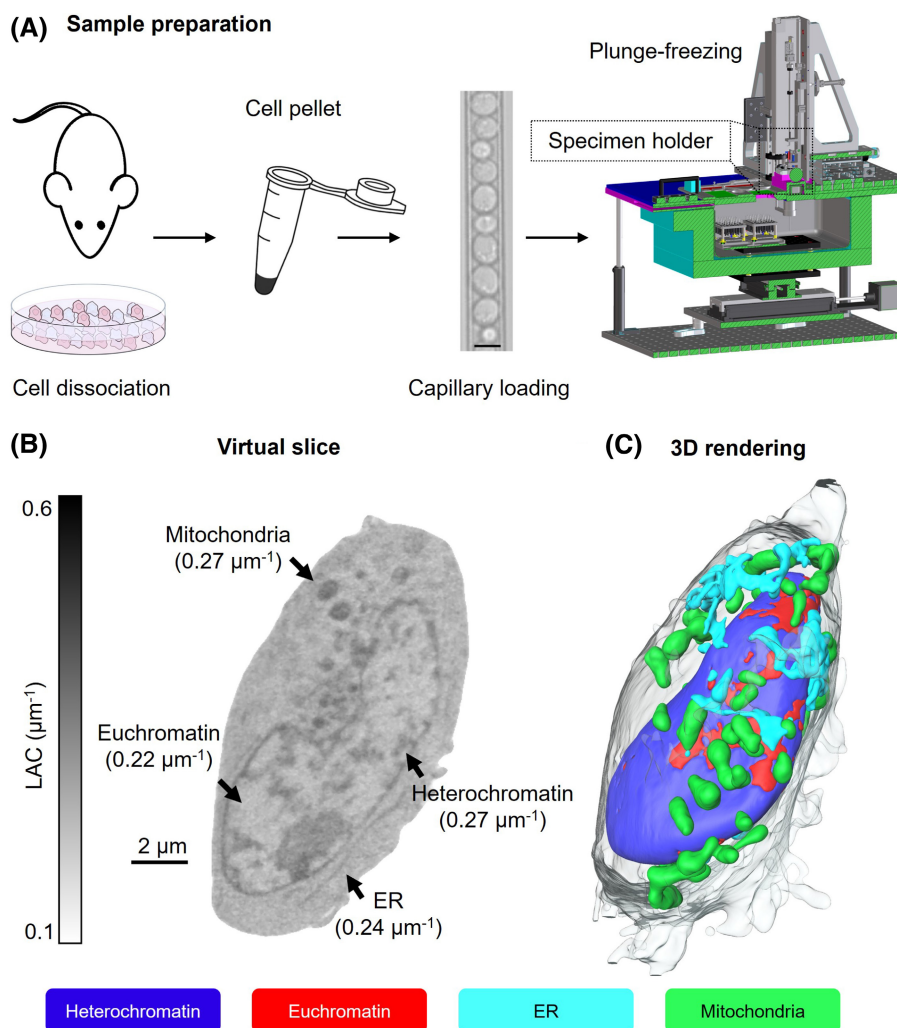 (A) Sample preparation
Plunge-freezing
Cell pellet
Specimen holder
Cell dissociation
Capillary loading
(B) Virtual slice
(C) 3D rendering
0.6
LAC (µm⁻¹)
0.1
Mitochondria
(0.27 µm⁻¹)
Euchromatin
(0.22 µm⁻¹)
Heterochromatin
(0.27 µm⁻¹)
2 µm
ER
(0.24 µm⁻¹)
Heterochromatin
Euchromatin
ER
Mitochondria